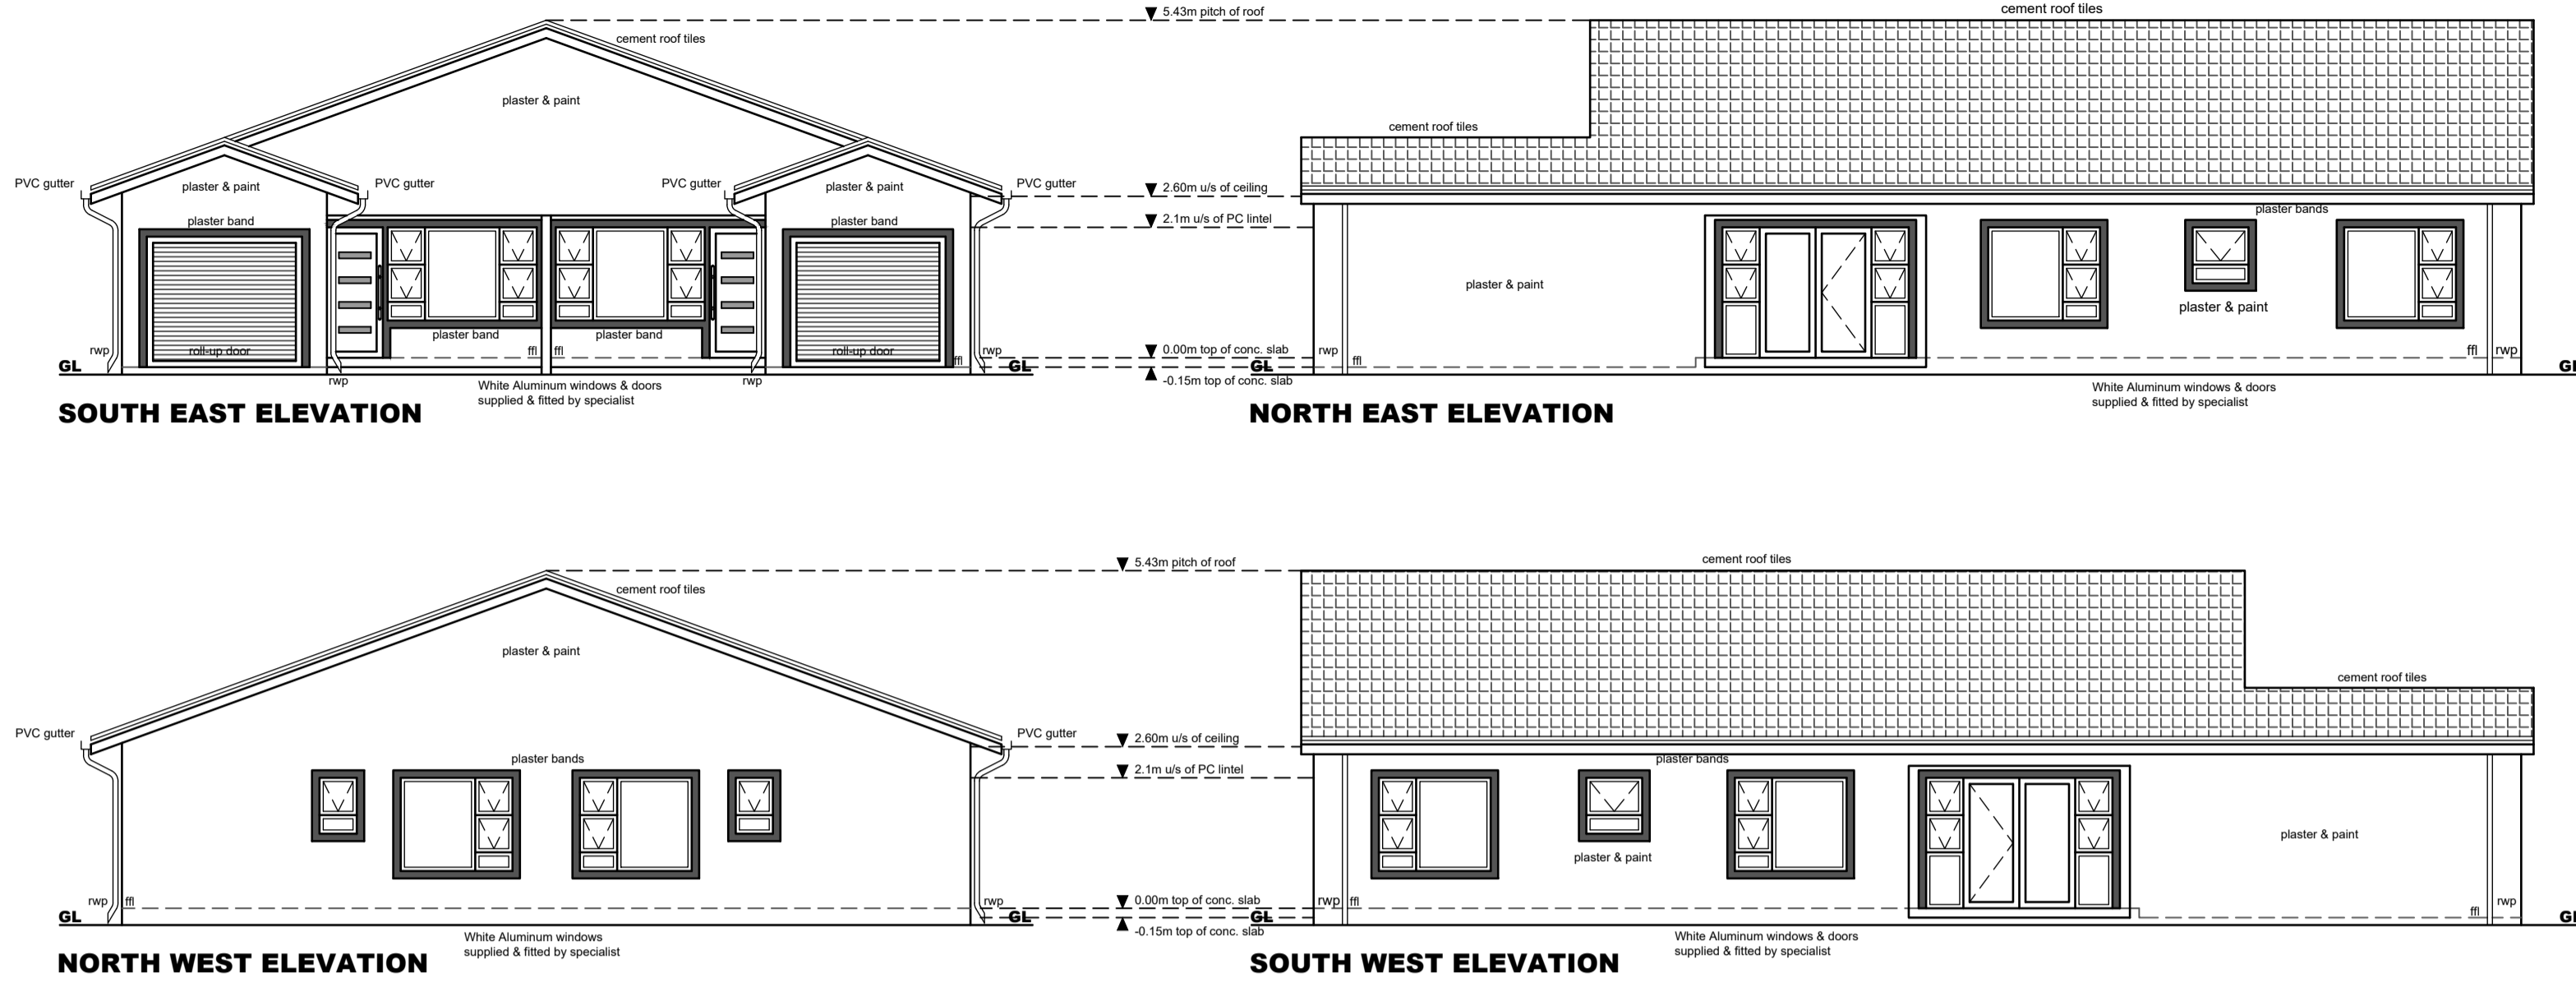 5.43m pitch of roof
cement roof tiles
cement roof tiles
plaster & paint
cement roof tiles
PVC gutter
plaster & paint
PVC gutter
PVC gutter
plaster & paint
PVC gutter
2.60m u/s of ceiling
plaster band
plaster band
2.1m u/s of PC lintel
plaster bands
plaster & paint
plaster & paint
plaster band
plaster band
rwp
roll-up door
ffl
ffl
roll-up door
ffl
rwp
0.00m top of conc. slab
rwp
ffl
ffl
rwp
GL
GL
GL
GL
rwp
rwp
-0.15m top of conc. slab
White Aluminum windows & doors
supplied & fitted by specialist
White Aluminum windows & doors
supplied & fitted by specialist
SOUTH EAST ELEVATION
NORTH EAST ELEVATION
5.43m pitch of roof
cement roof tiles
cement roof tiles
plaster & paint
cement roof tiles
PVC gutter
PVC gutter
2.60m u/s of ceiling
plaster bands
plaster bands
2.1m u/s of PC lintel
plaster & paint
plaster & paint
rwp
ffl
rwp
0.00m top of conc. slab
rwp
ffl
ffl
rwp
GL
GL
GL
GL
-0.15m top of conc. slab
White Aluminum windows
supplied & fitted by specialist
White Aluminum windows & doors
supplied & fitted by specialist
NORTH WEST ELEVATION
SOUTH WEST ELEVATION